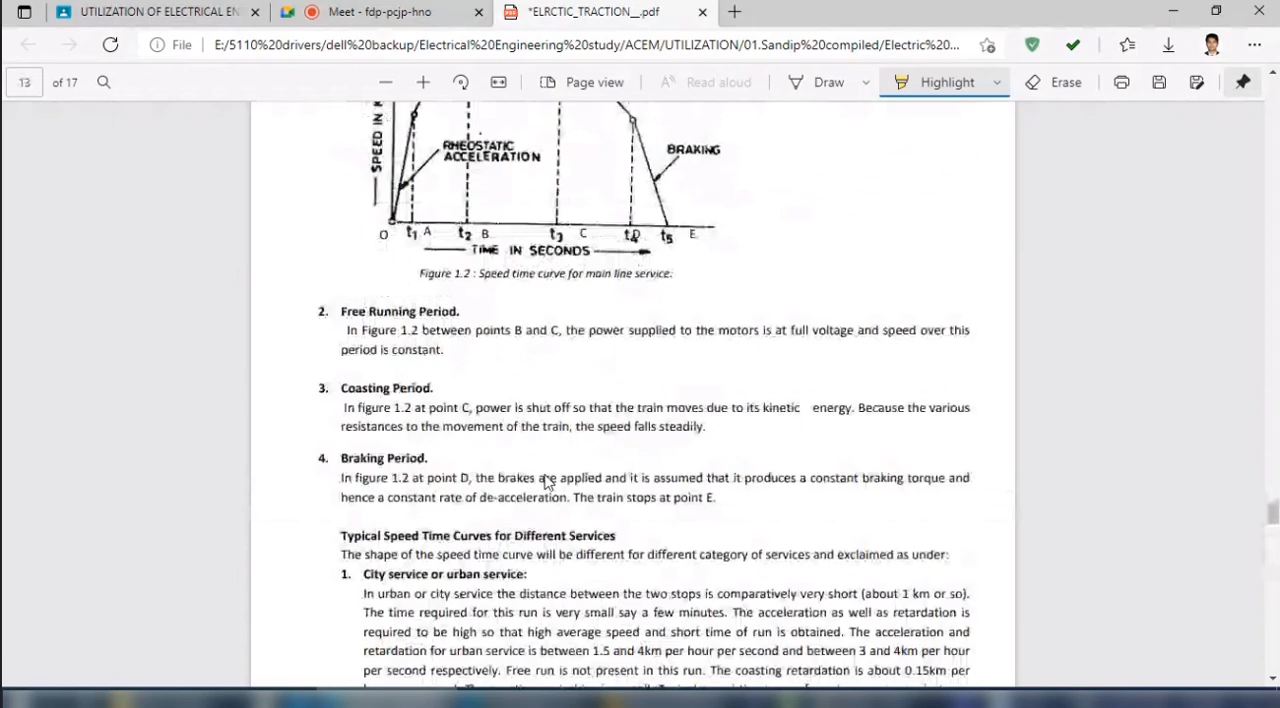 UTILIZATION OF ELECTRICAL EN
Meet - fdp-pcjp-hno
*ELRCTIC_TRACTION__.pdf
File
E:/5110%20drivers/dell%20backup/Electrical%20Engineering%20study/ACEM/UTILIZATION/01.Sandip%20compiled/Electric%20...
13 of 17
Page view
Read aloud
Draw
Highlight
Erase
SPEED IN K
RHEOSTATIC
ACCELERATION
BRAKING
O t1 A t2 B t3 C t4 D t5 E
TIME IN SECONDS
Figure 1.2 : Speed time curve for main line service.
2. Free Running Period.
In Figure 1.2 between points B and C, the power supplied to the motors is at full voltage and speed over this
period is constant.
3. Coasting Period.
In figure 1.2 at point C, power is shut off so that the train moves due to its kinetic energy. Because the various
resistances to the movement of the train, the speed falls steadily.
4. Braking Period.
In figure 1.2 at point D, the brakes are applied and it is assumed that it produces a constant braking torque and
hence a constant rate of de-acceleration. The train stops at point E.
Typical Speed Time Curves for Different Services
The shape of the speed time curve will be different for different category of services and exclaimed as under:
1. City service or urban service:
In urban or city service the distance between the two stops is comparatively very short (about 1 km or so).
The time required for this run is very small say a few minutes. The acceleration as well as retardation is
required to be high so that high average speed and short time of run is obtained. The acceleration and
retardation for urban service is between 1.5 and 4km per hour per second and between 3 and 4km per hour
per second respectively. Free run is not present in this run. The coasting retardation is about 0.15km per